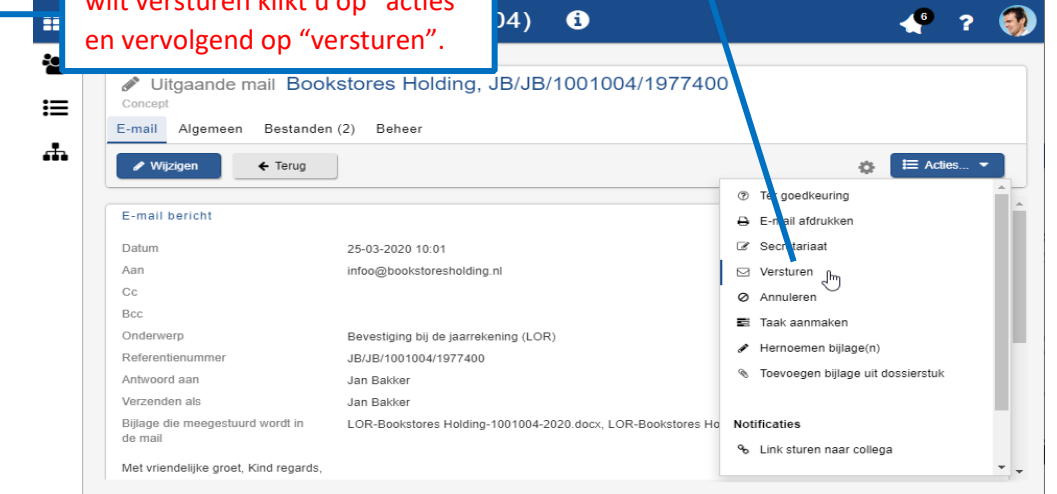 wilt versturen klikt u op "acties
en vervolgend op “versturen”.
04)
6
?
Uitgaande mail Bookstores Holding, JB/JB/1001004/1977400
Concept
E-mail Algemeen Bestanden (2) Beheer
Wijzigen Terug Acties...
E-mail bericht
Datum 25-03-2020 10:01
Aan infoo@bookstoresholding.nl
Cc
Bcc
Onderwerp Bevestiging bij de jaarrekening (LOR)
Referentienummer JB/JB/1001004/1977400
Antwoord aan Jan Bakker
Verzenden als Jan Bakker
Bijlage die meegestuurd wordt in LOR-Bookstores Holding-1001004-2020.docx, LOR-Bookstores Ho
de mail
Met vriendelijke groet, Kind regards,
Ter goedkeuring
E-mail afdrukken
Secretariaat
Versturen
Annuleren
Taak aanmaken
Hernoemen bijlage(n)
Toevoegen bijlage uit dossierstuk
Notificaties
Link sturen naar collega